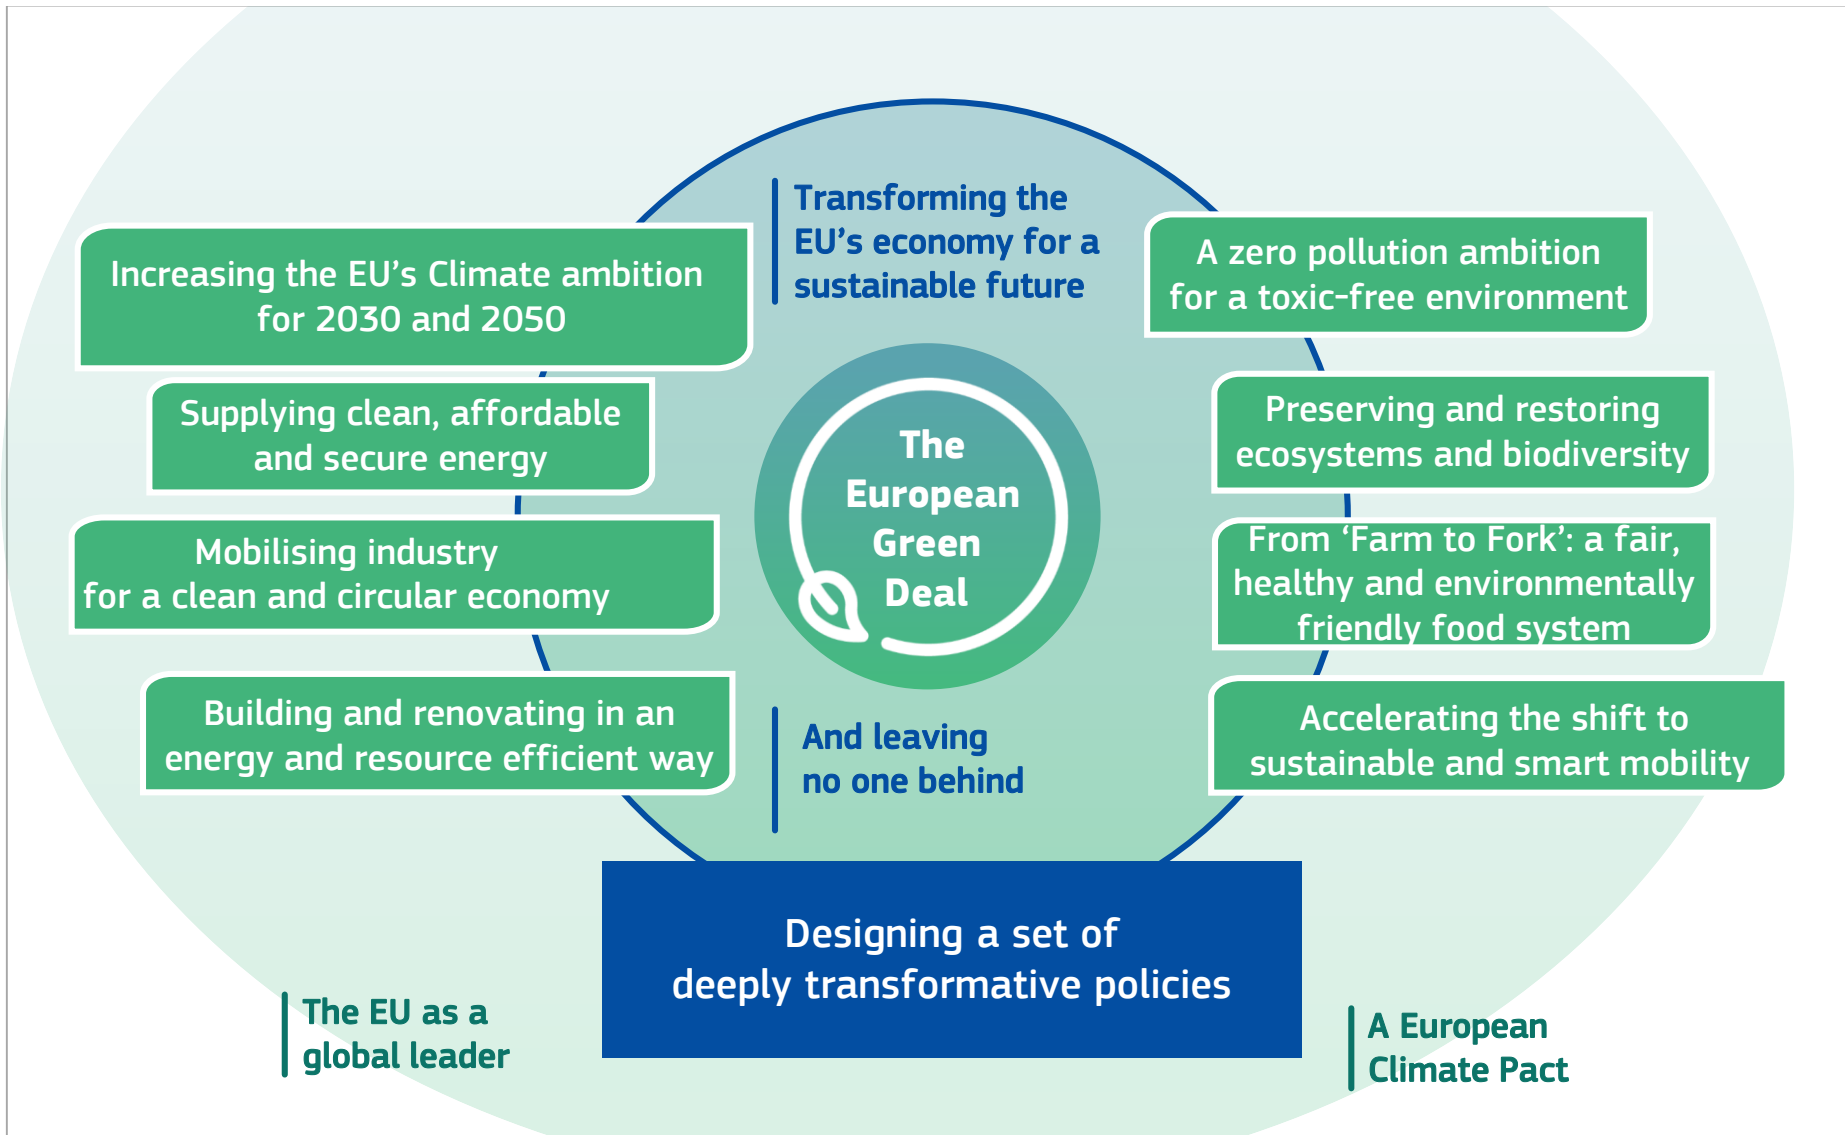 Transforming the
EU’s economy for a
sustainable future
Increasing the EU’s Climate ambition
for 2030 and 2050
Supplying clean, affordable
and secure energy
Mobilising industry
for a clean and circular economy
Building and renovating in an
energy and resource efficient way
The
European
Green
Deal
A zero pollution ambition
for a toxic-free environment
Preserving and restoring
ecosystems and biodiversity
From ‘Farm to Fork’: a fair,
healthy and environmentally
friendly food system
Accelerating the shift to
sustainable and smart mobility
And leaving
no one behind
Designing a set of
deeply transformative policies
The EU as a
global leader
A European
Climate Pact